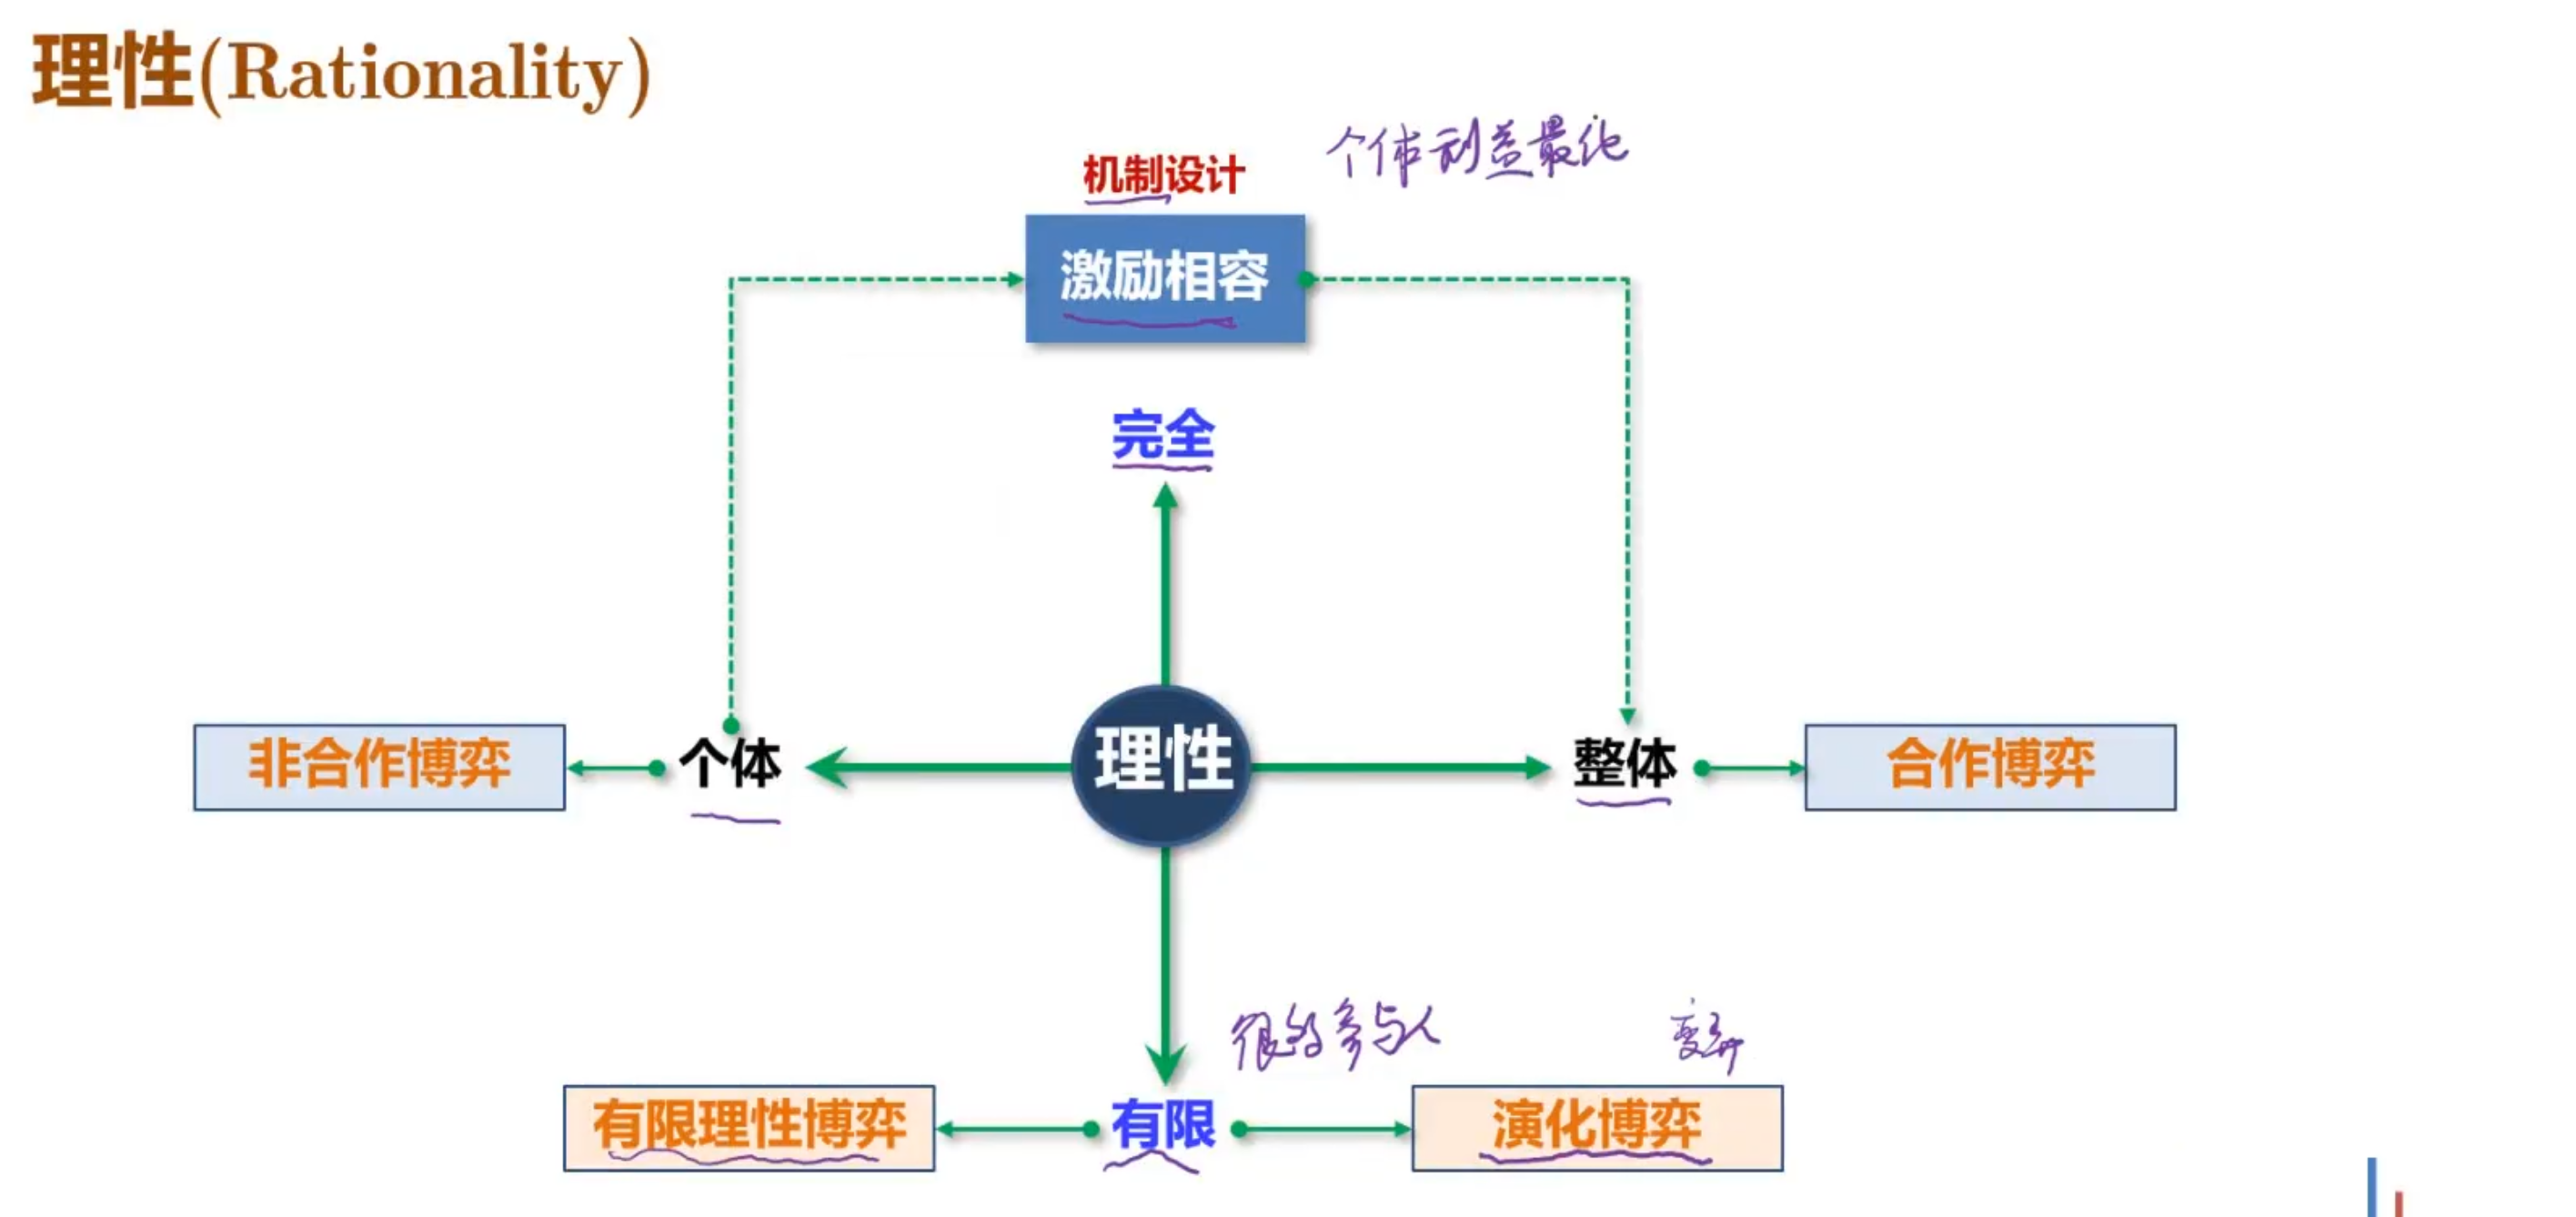 理性(Rationality)
机制设计
个体利益最化
激励相容
完全
非合作博弈
个体
理性
整体
合作博弈
很多参与人
有限理性博弈
有限
演化博弈